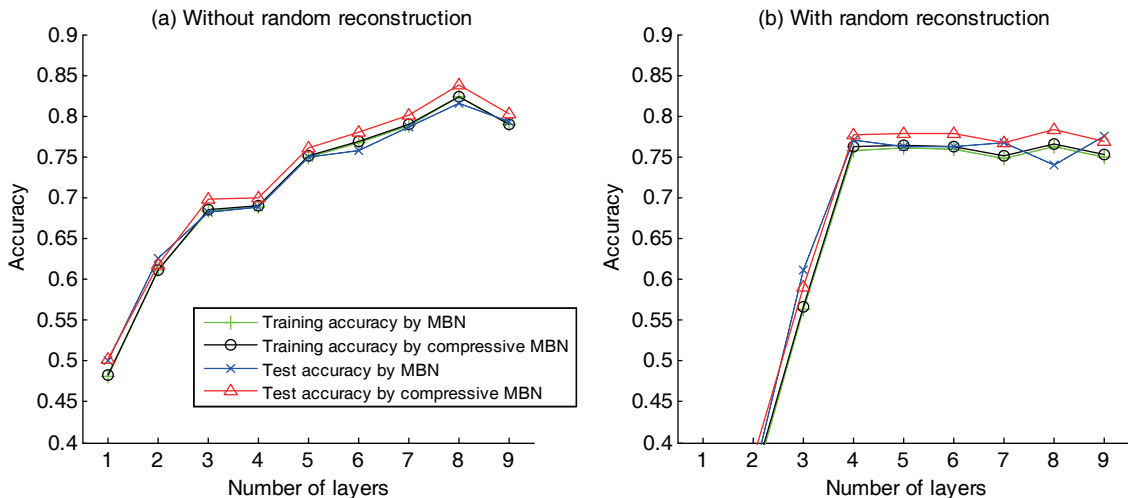 (a) Without random reconstruction
0.9
0.85
0.8
0.75
0.7
0.65
0.6
0.55
0.5
0.45
0.4
Accuracy
1 2 3 4 5 6 7 8 9
Number of layers
Training accuracy by MBN
Training accuracy by compressive MBN
Test accuracy by MBN
Test accuracy by compressive MBN
(b) With random reconstruction
0.9
0.85
0.8
0.75
0.7
0.65
0.6
0.55
0.5
0.45
0.4
Accuracy
1 2 3 4 5 6 7 8 9
Number of layers